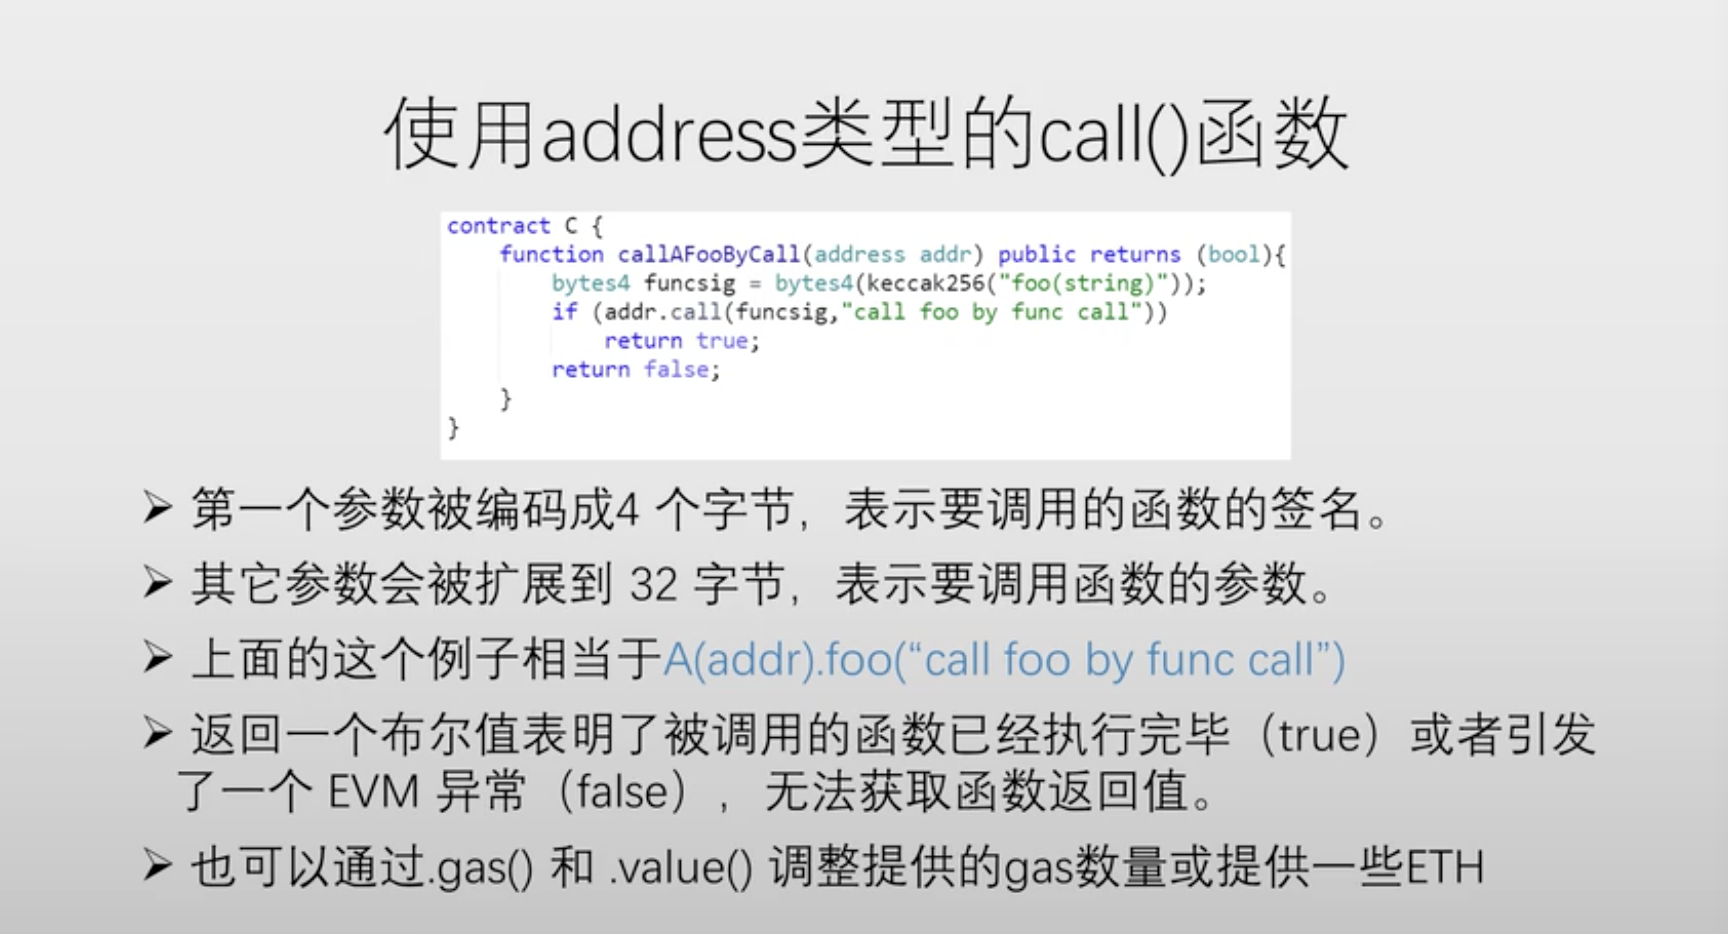 使用address类型的call()函数
contract C {
function callAFooByCall(address addr) public returns (bool){
bytes4 funcsig = bytes4(keccak256("foo(string)"));
if (addr.call(funcsig,"call foo by func call"))
return true;
return false;
}
}
➢ 第一个参数被编码成4 个字节，表示要调用的函数的签名。
➢ 其它参数会被扩展到 32 字节，表示要调用函数的参数。
➢ 上面的这个例子相当于A(addr).foo(“call foo by func call”)
➢ 返回一个布尔值表明了被调用的函数已经执行完毕（true）或者引发
了一个 EVM 异常（false），无法获取函数返回值。
➢ 也可以通过.gas() 和 .value() 调整提供的gas数量或提供一些ETH